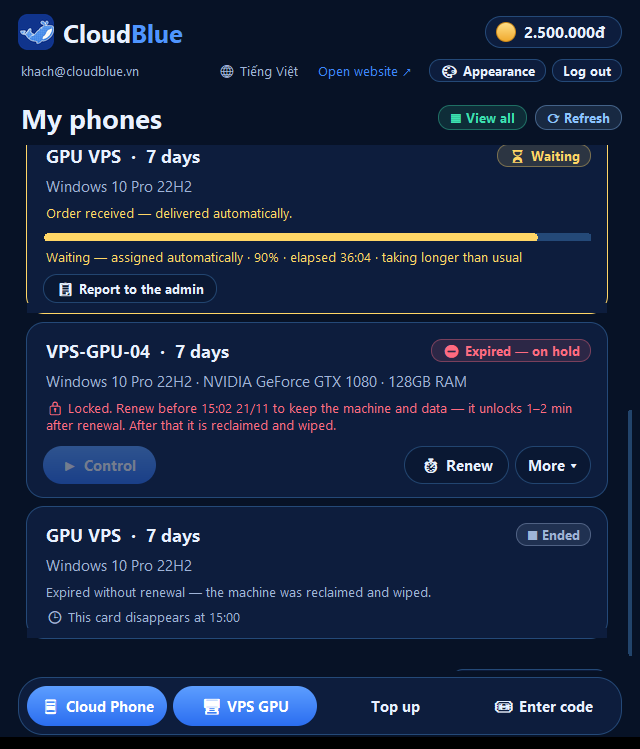 CloudBlue
2.500.000đ
khach@cloudblue.vn
Tiếng Việt
Open website ↗
Appearance
Log out
My phones
View all
Refresh
GPU VPS · 7 days
Waiting
Windows 10 Pro 22H2
Order received — delivered automatically.
Waiting — assigned automatically · 90% · elapsed 36:04 · taking longer than usual
Report to the admin
VPS-GPU-04 · 7 days
Expired — on hold
Windows 10 Pro 22H2 · NVIDIA GeForce GTX 1080 · 128GB RAM
Locked. Renew before 15:02 21/11 to keep the machine and data — it unlocks 1–2 min
after renewal. After that it is reclaimed and wiped.
Control
Renew
More
GPU VPS · 7 days
Ended
Windows 10 Pro 22H2
Expired without renewal — the machine was reclaimed and wiped.
This card disappears at 15:00
Cloud Phone
VPS GPU
Top up
Enter code